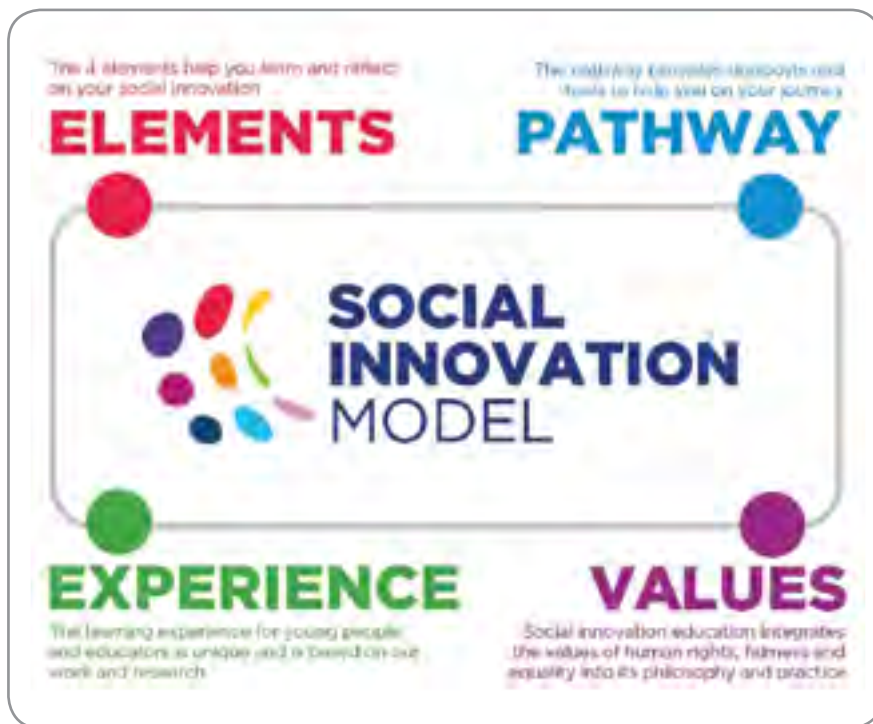 The 4 elements help you learn and reflect
on your social innovation
ELEMENTS
The pathway provides and
tools to help you on your journey
PATHWAY
SOCIAL
INNOVATION
MODEL
EXPERIENCE
The learning experience for young people
and educators is unique and is based on our
work and research
VALUES
Social innovation education integrates
the values of human rights, fairness and
equality into its philosophy and practice